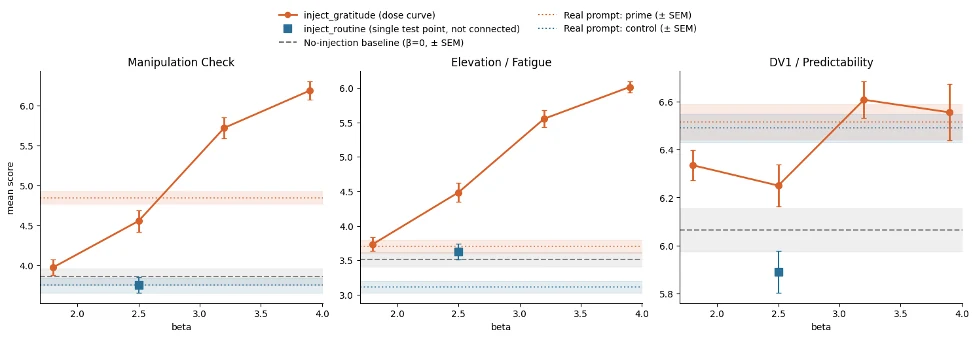 inject_gratitude (dose curve)
inject_routine (single test point, not connected)
No-injection baseline (β=0, ± SEM)
Real prompt: prime (± SEM)
Real prompt: control (± SEM)
Manipulation Check
mean score
6.0
5.5
5.0
4.5
4.0
2.0 2.5 3.0 3.5 4.0
beta
Elevation / Fatigue
6.0
5.5
5.0
4.5
4.0
3.5
3.0
2.0 2.5 3.0 3.5 4.0
beta
DV1 / Predictability
6.6
6.4
6.2
6.0
5.8
2.0 2.5 3.0 3.5 4.0
beta